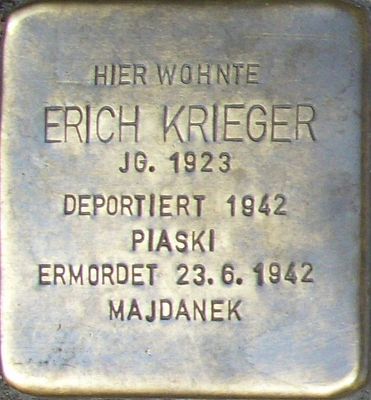 HIER WOHNTE
ERICH KRIEGER
JG. 1923
DEPORTIERT 1942
PIASKI
ERMORDET 23.6.1942
MAJDANEK